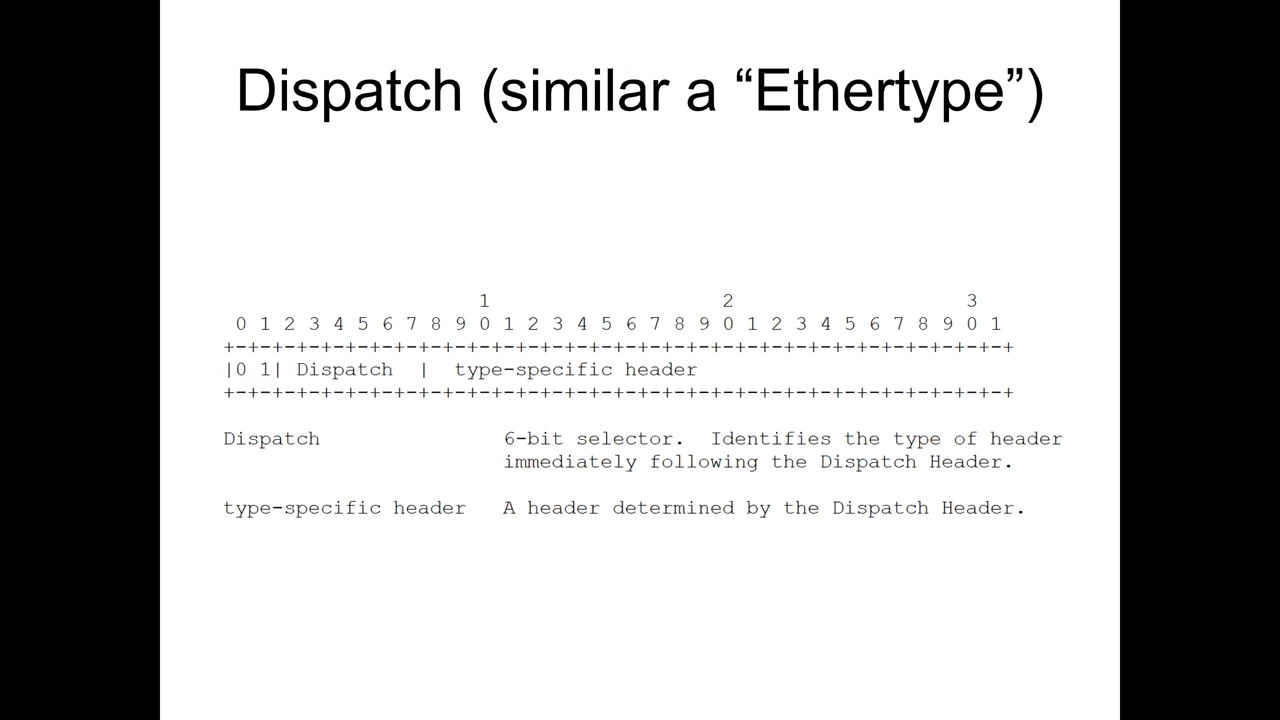 Dispatch (similar a “Ethertype”)
1 2 3
0 1 2 3 4 5 6 7 8 9 0 1 2 3 4 5 6 7 8 9 0 1 2 3 4 5 6 7 8 9 0 1
+-+-+-+-+-+-+-+-+-+-+-+-+-+-+-+-+-+-+-+-+-+-+-+-+-+-+-+-+-+-+-+-+
|0 1| Dispatch  |  type-specific header
+-+-+-+-+-+-+-+-+-+-+-+-+-+-+-+-+-+-+-+-+-+-+-+-+-+-+-+-+-+-+-+-+
Dispatch 6-bit selector.  Identifies the type of header
immediately following the Dispatch Header.
type-specific header A header determined by the Dispatch Header.